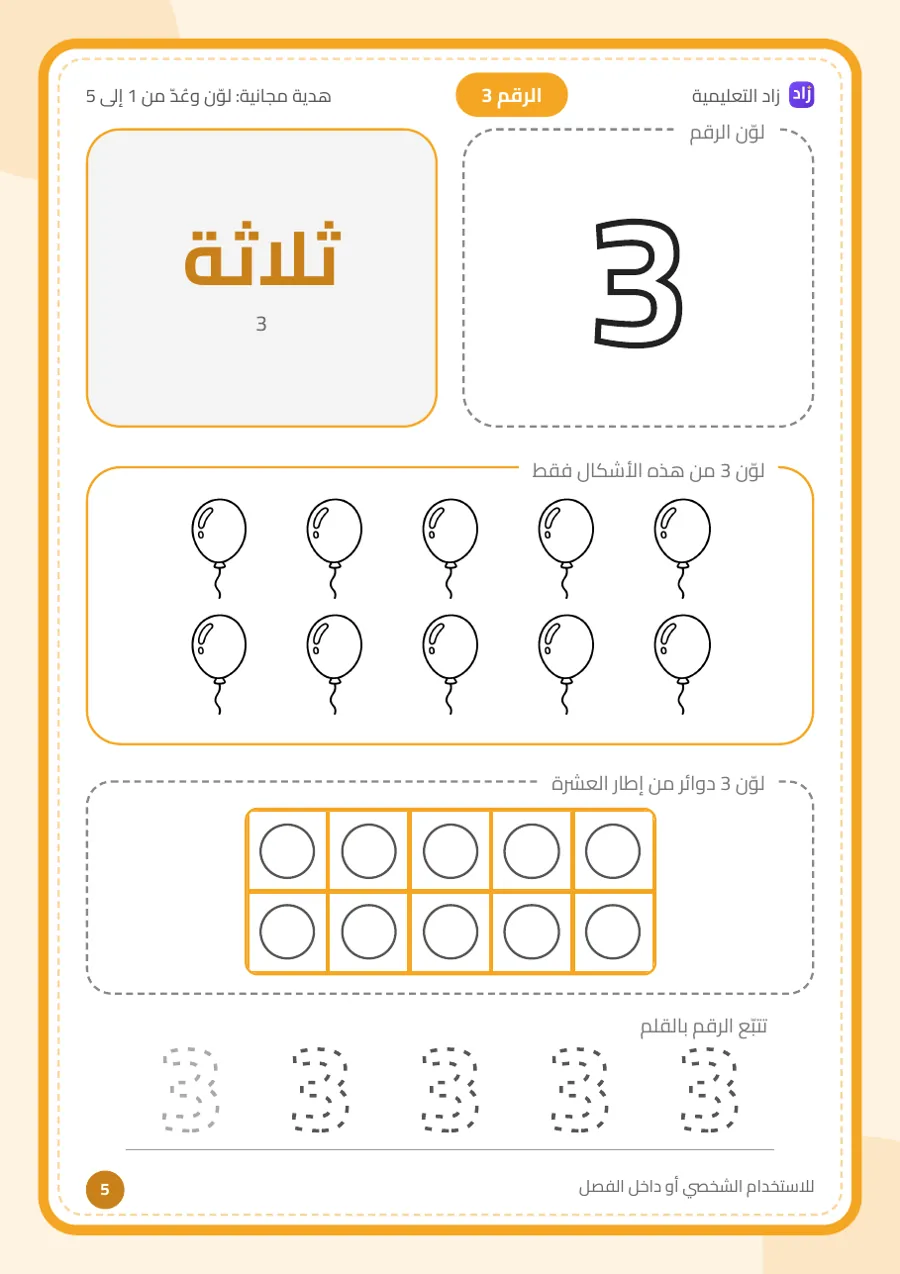 زاد زاد التعليمية
الرقم 3
هدية مجانية: لوّن وعُدّ من 1 إلى 5
لوّن الرقم
3
ثلاثة
3
لوّن 3 من هذه الأشكال فقط
لوّن 3 دوائر من إطار العشرة
تتبّع الرقم بالقلم
3 3 3 3 3
للاستخدام الشخصي أو داخل الفصل
5